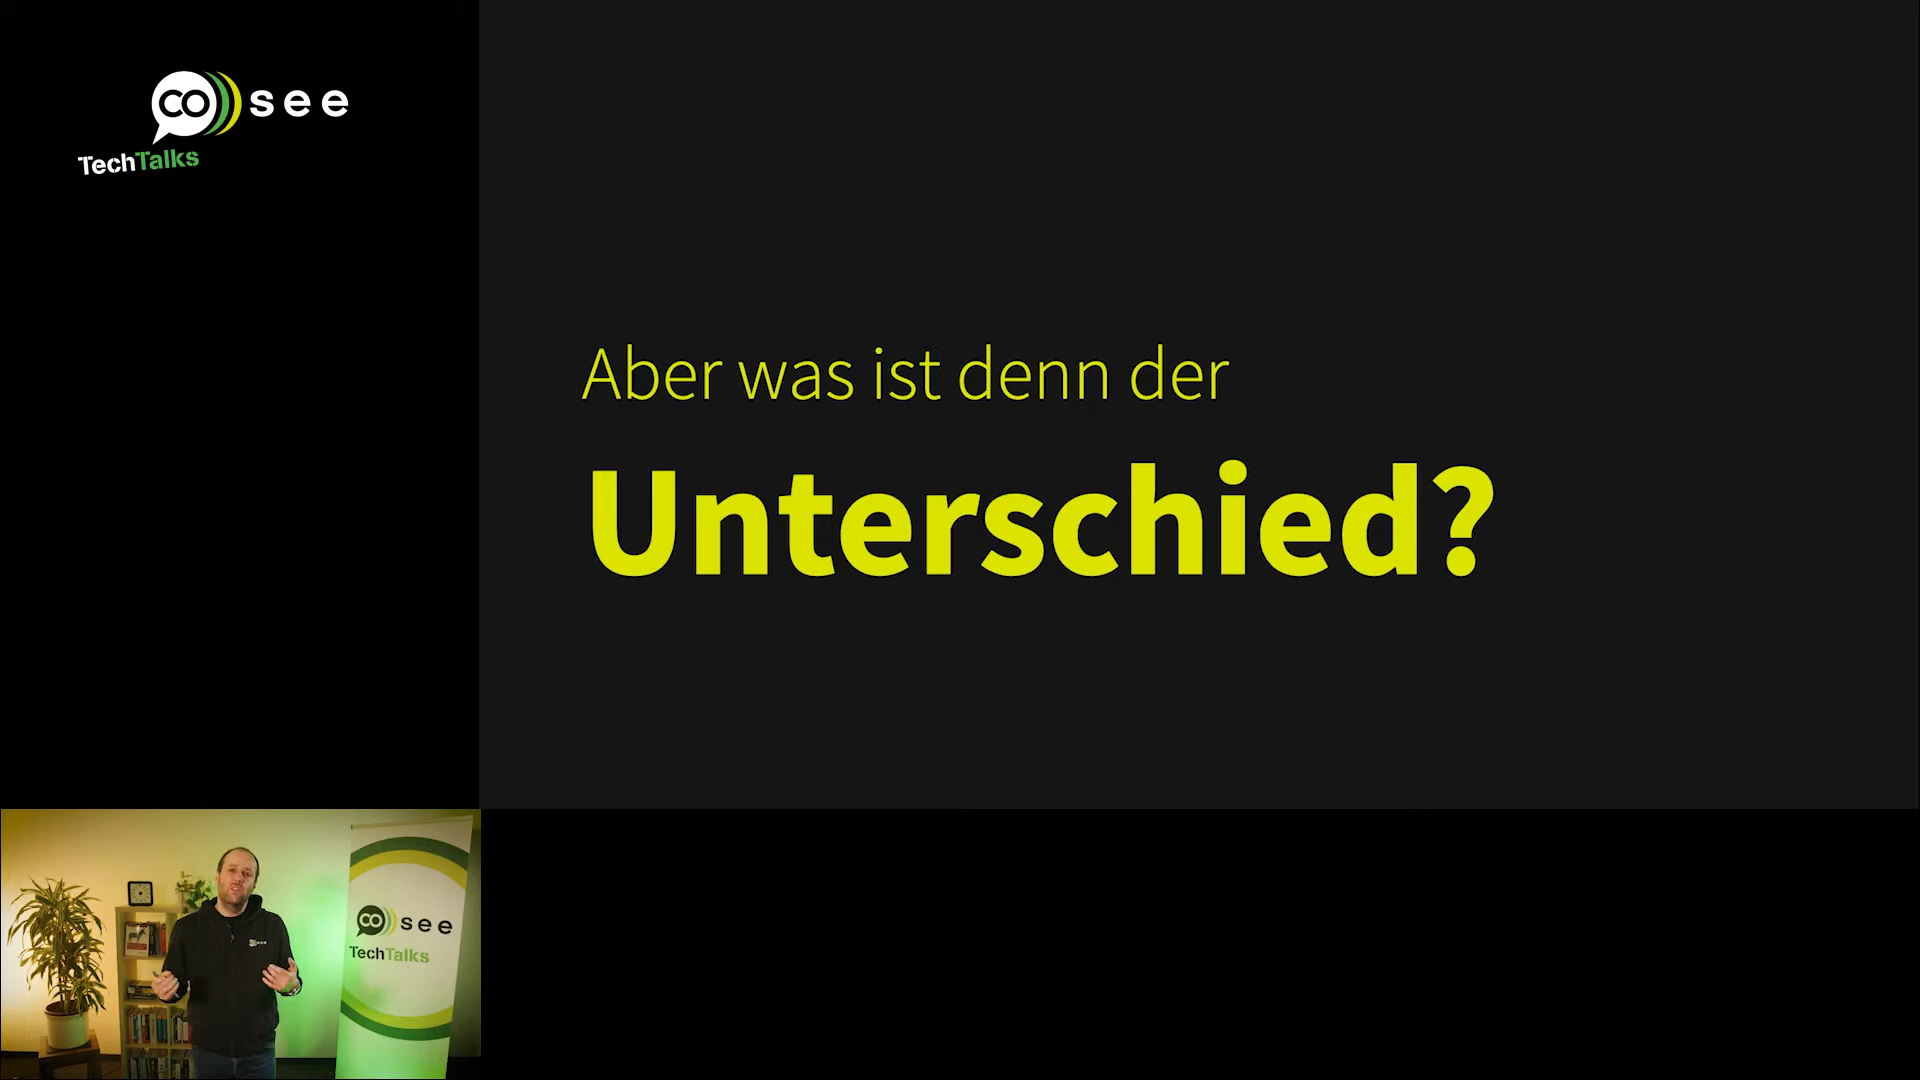 co see
TechTalks
Aber was ist denn der
Unterschied?
co see
TechTalks